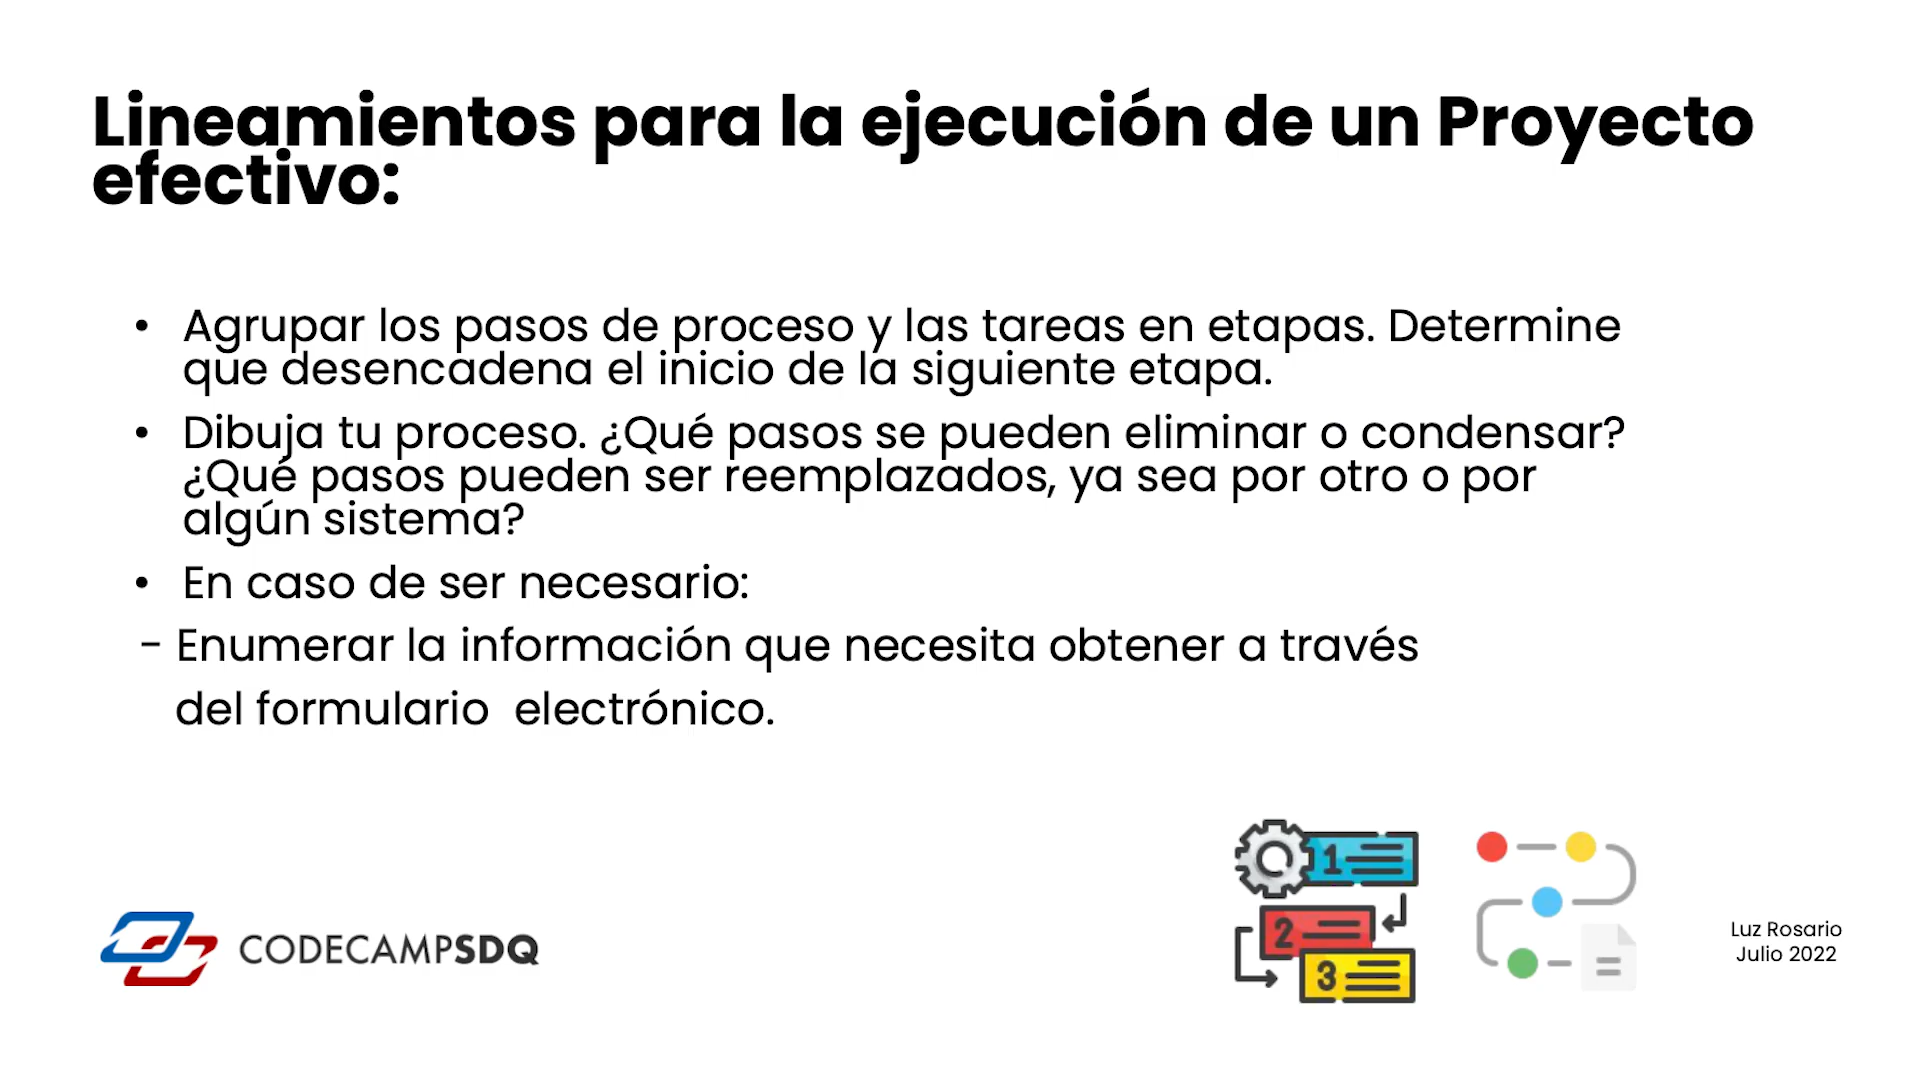 Lineamientos para la ejecución de un Proyecto
efectivo:
• Agrupar los pasos de proceso y las tareas en etapas. Determine
que desencadena el inicio de la siguiente etapa.
• Dibuja tu proceso. ¿Qué pasos se pueden eliminar o condensar?
¿Qué pasos pueden ser reemplazados, ya sea por otro o por
algún sistema?
• En caso de ser necesario:
- Enumerar la información que necesita obtener a través
del formulario electrónico.
1
2
3
CODECAMPSDQ
Luz Rosario
Julio 2022